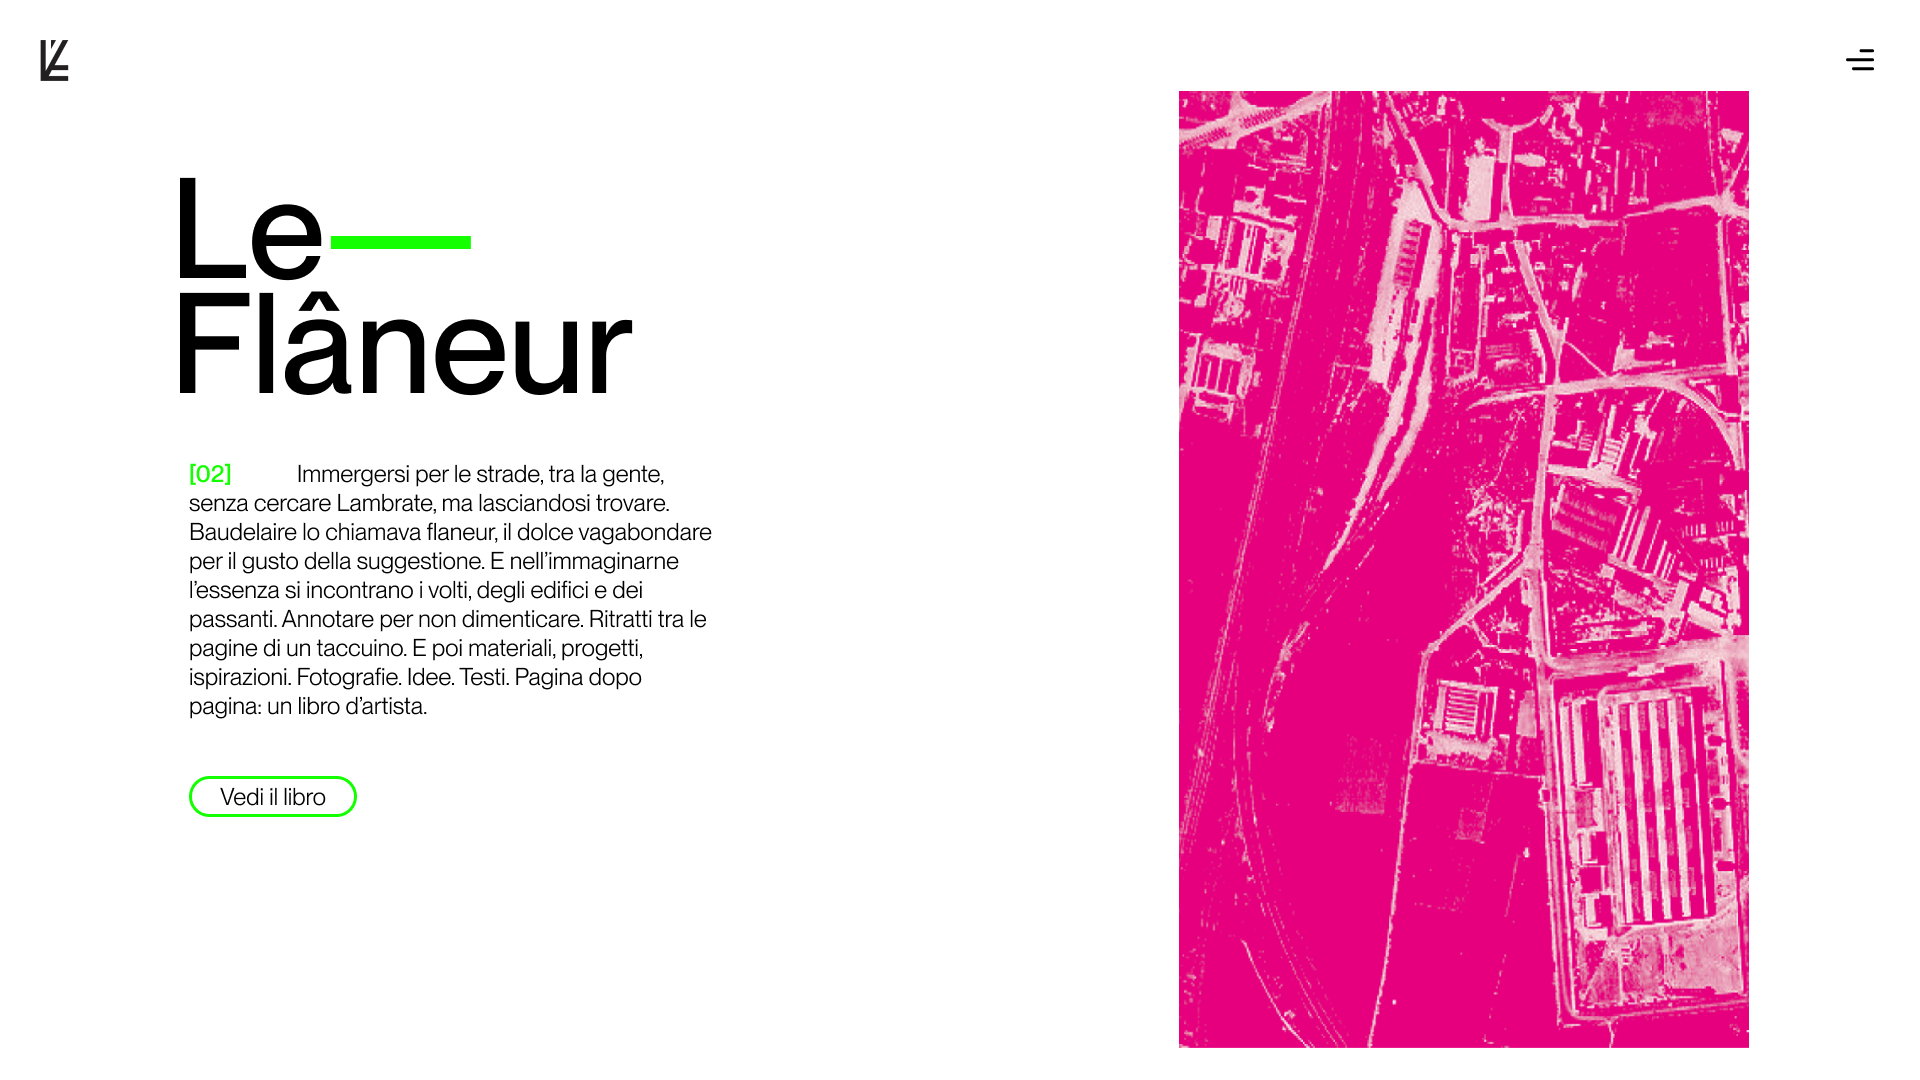 Le—
Flâneur
[02] Immergersi per le strade, tra la gente,
senza cercare Lambrate, ma lasciandosi trovare.
Baudelaire lo chiamava flaneur, il dolce vagabondare
per il gusto della suggestione. E nell’immaginarne
l’essenza si incontrano i volti, degli edifici e dei
passanti. Annotare per non dimenticare. Ritratti tra le
pagine di un taccuino. E poi materiali, progetti,
ispirazioni. Fotografie. Idee. Testi. Pagina dopo
pagina: un libro d’artista.
Vedi il libro